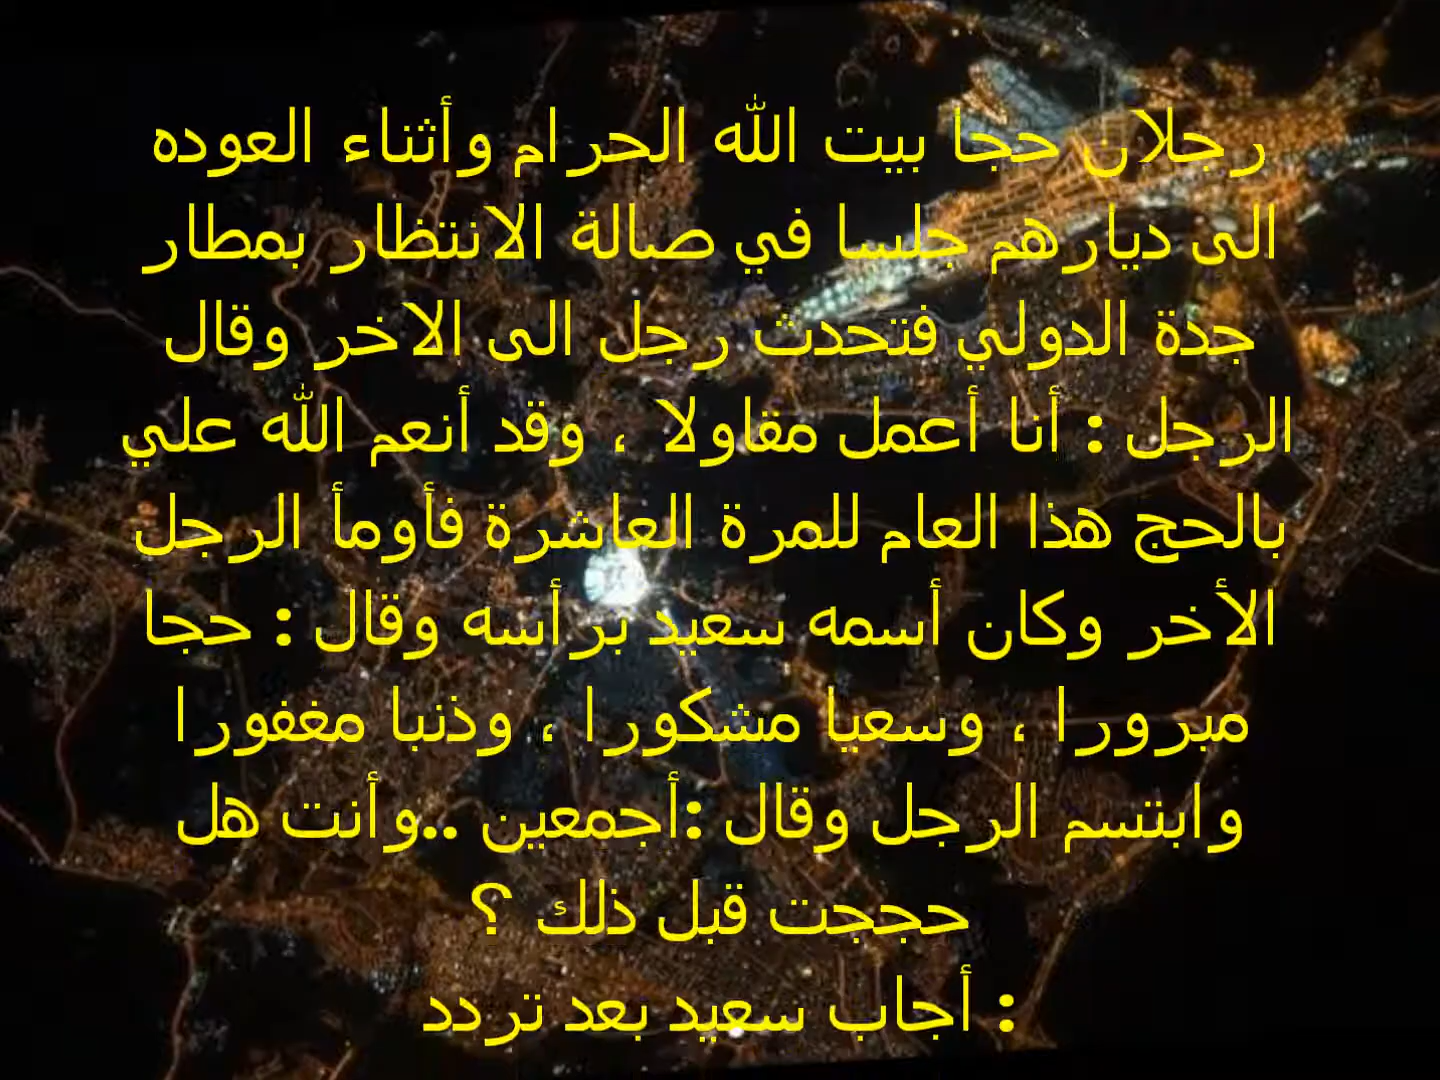 رجلان حجا بيت الله الحرام وأثناء العوده
الى ديارهم جلسا في صالة الانتظار بمطار
جدة الدولي فتحدث رجل الى الاخر وقال
الرجل : أنا أعمل مقاولا ، وقد أنعم الله علي
بالحج هذا العام للمرة العاشرة فأومأ الرجل
الأخر وكان أسمه سعيد برأسه وقال : حجا
مبرورا ، وسعيا مشكورا ، وذنبا مغفورا
وابتسم الرجل وقال :أجمعين ..وأنت هل
حججت قبل ذلك ؟
: أجاب سعيد بعد تردد